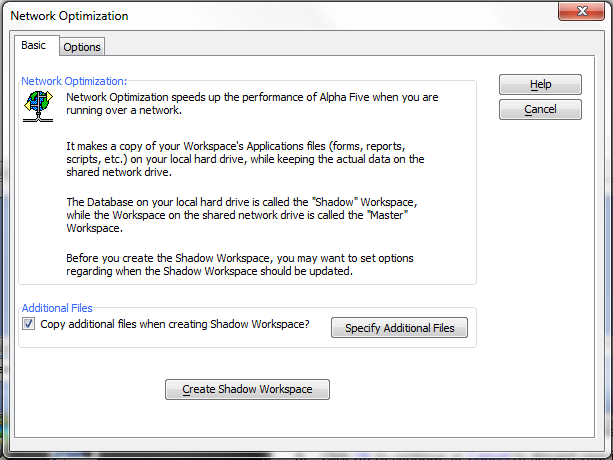 Network Optimization
Basic
Options
Network Optimization:
Network Optimization speeds up the performance of Alpha Five when you are
running over a network.
It makes a copy of your Workspace's Applications files (forms, reports,
scripts, etc.) on your local hard drive, while keeping the actual data on the
shared network drive.
The Database on your local hard drive is called the "Shadow" Workspace,
while the Workspace on the shared network drive is called the "Master"
Workspace.
Before you create the Shadow Workspace, you may want to set options
regarding when the Shadow Workspace should be updated.
Help
Cancel
Additional Files
Copy additional files when creating Shadow Workspace?
Specify Additional Files
Create Shadow Workspace